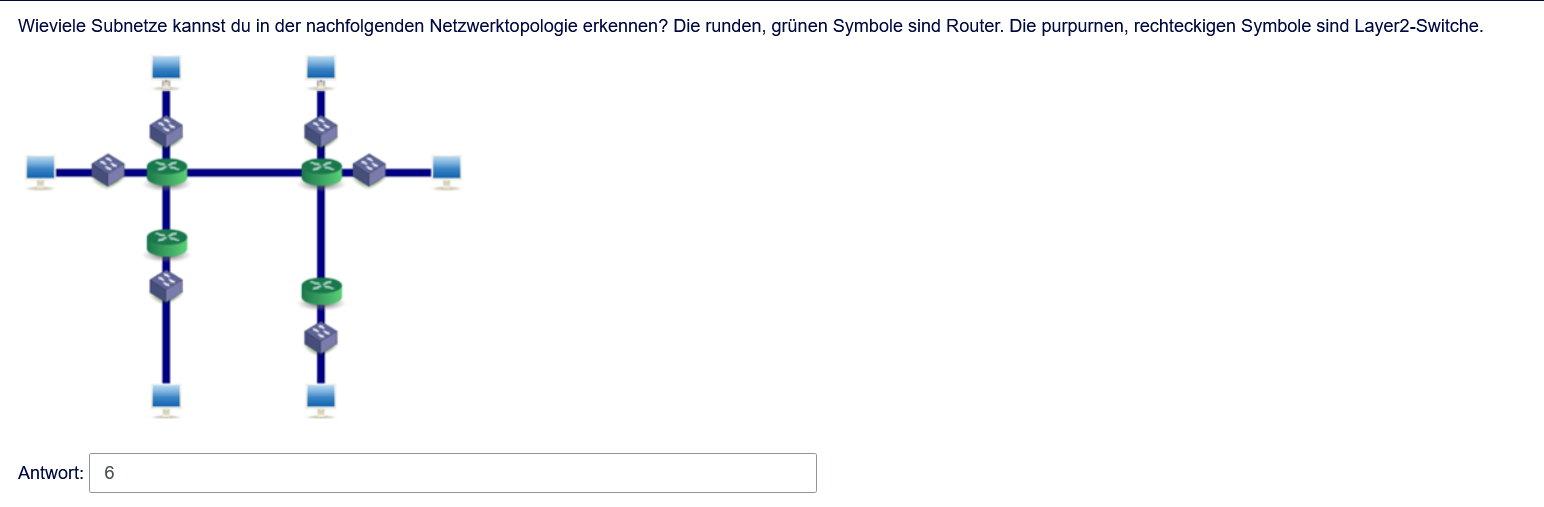 Wieviele Subnetze kannst du in der nachfolgenden Netzwerktopologie erkennen? Die runden, grünen Symbole sind Router. Die purpurnen, rechteckigen Symbole sind Layer2-Switche.
Antwort: 6